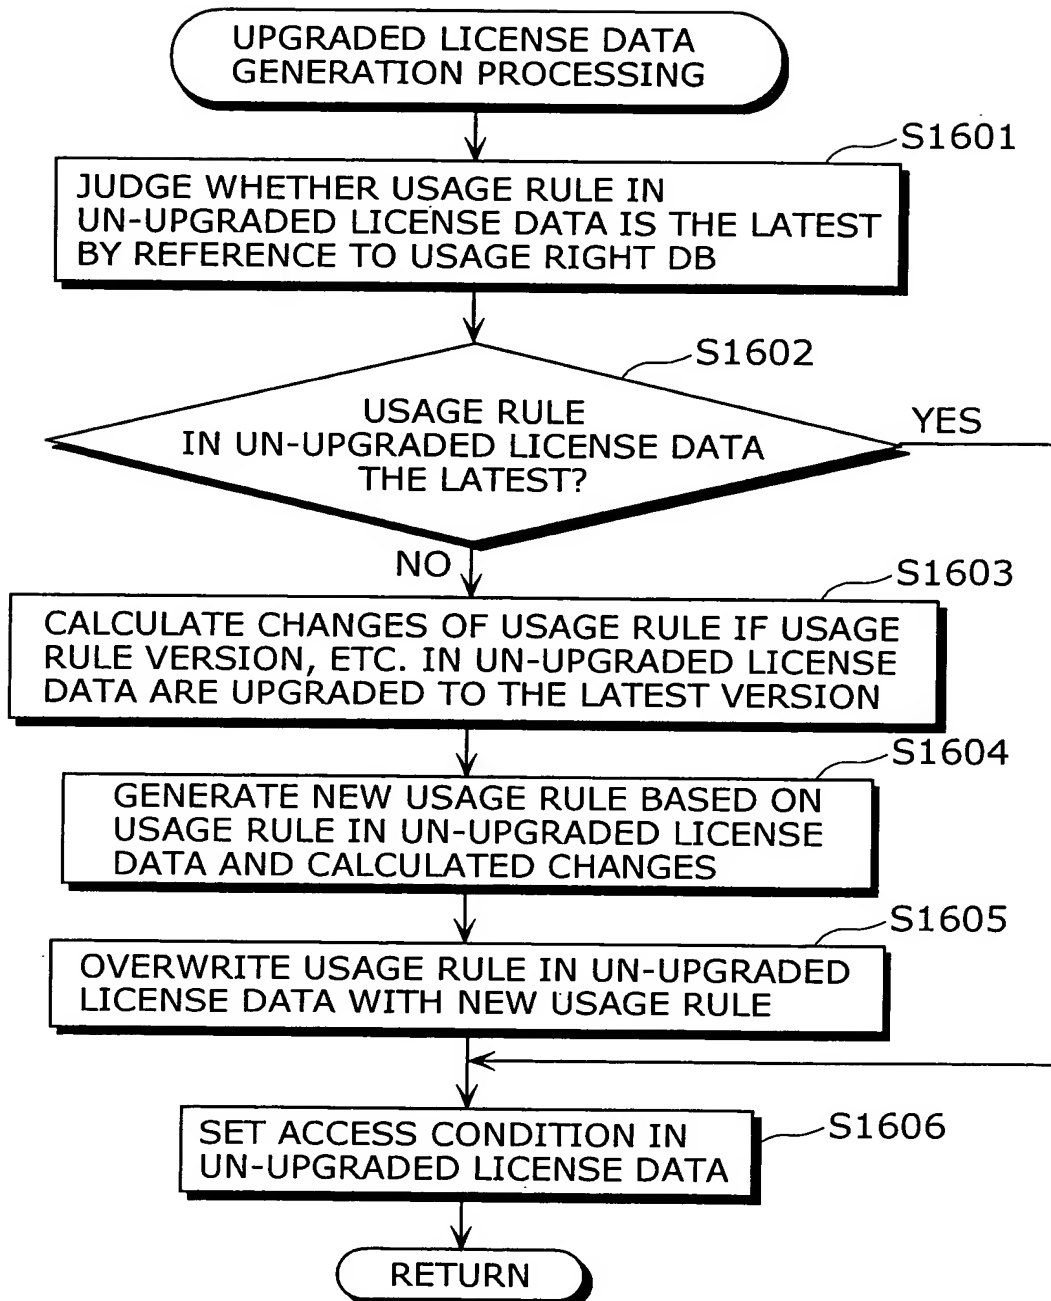 UPGRADED LICENSE DATA
GENERATION PROCESSING
S1601
JUDGE WHETHER USAGE RULE IN
UN-UPGRADED LICENSE DATA IS THE LATEST
BY REFERENCE TO USAGE RIGHT DB
S1602
USAGE RULE
IN UN-UPGRADED LICENSE DATA
THE LATEST?
YES
NO
S1603
CALCULATE CHANGES OF USAGE RULE IF USAGE
RULE VERSION, ETC. IN UN-UPGRADED LICENSE
DATA ARE UPGRADED TO THE LATEST VERSION
S1604
GENERATE NEW USAGE RULE BASED ON
USAGE RULE IN UN-UPGRADED LICENSE
DATA AND CALCULATED CHANGES
S1605
OVERWRITE USAGE RULE IN UN-UPGRADED
LICENSE DATA WITH NEW USAGE RULE
S1606
SET ACCESS CONDITION IN
UN-UPGRADED LICENSE DATA
RETURN